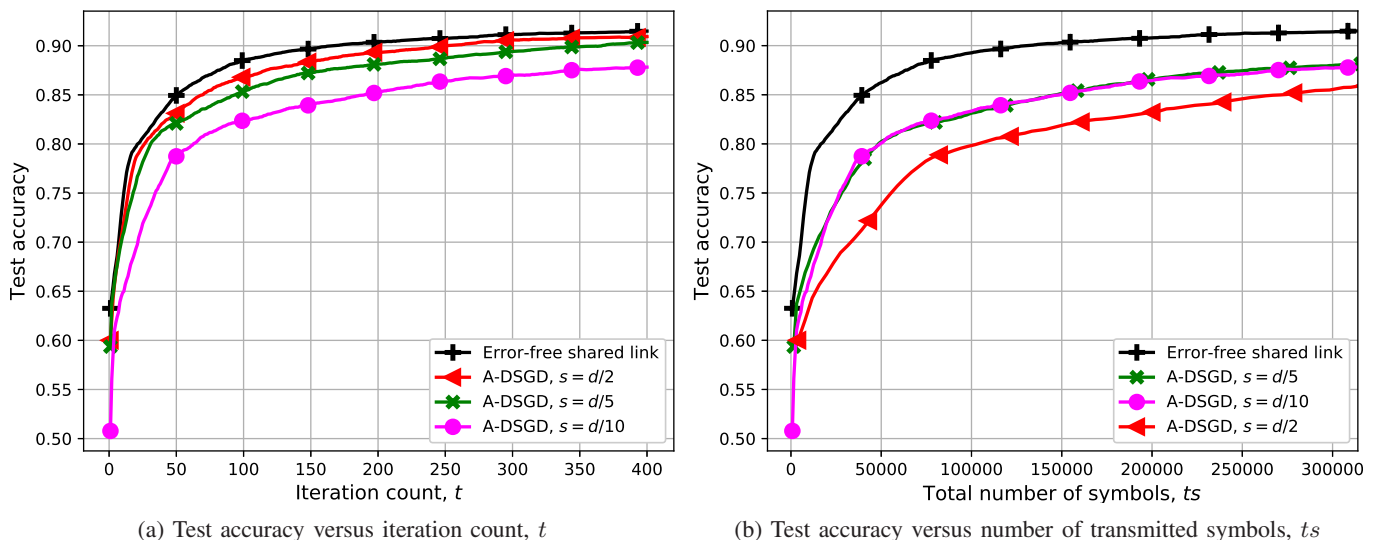 0.90
0.85
0.80
0.75
0.70
0.65
0.60
0.55
0.50
Test accuracy
Error-free shared link
A-DSGD, s = d/2
A-DSGD, s = d/5
A-DSGD, s = d/10
0 50 100 150 200 250 300 350 400
Iteration count, t
(a) Test accuracy versus iteration count, t
0.90
0.85
0.80
0.75
0.70
0.65
0.60
0.55
0.50
Test accuracy
Error-free shared link
A-DSGD, s = d/5
A-DSGD, s = d/10
A-DSGD, s = d/2
0 50000 100000 150000 200000 250000 300000
Total number of symbols, ts
(b) Test accuracy versus number of transmitted symbols, ts